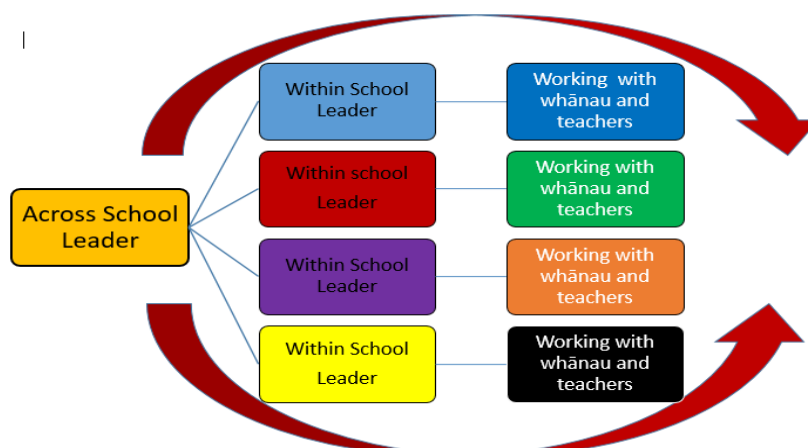 Across School
Leader
Within School
Leader
Working with
whānau and
teachers
Within school
Leader
Working with
whānau and
teachers
Within School
Leader
Working with
whānau and
teachers
Within School
Leader
Working with
whānau and
teachers